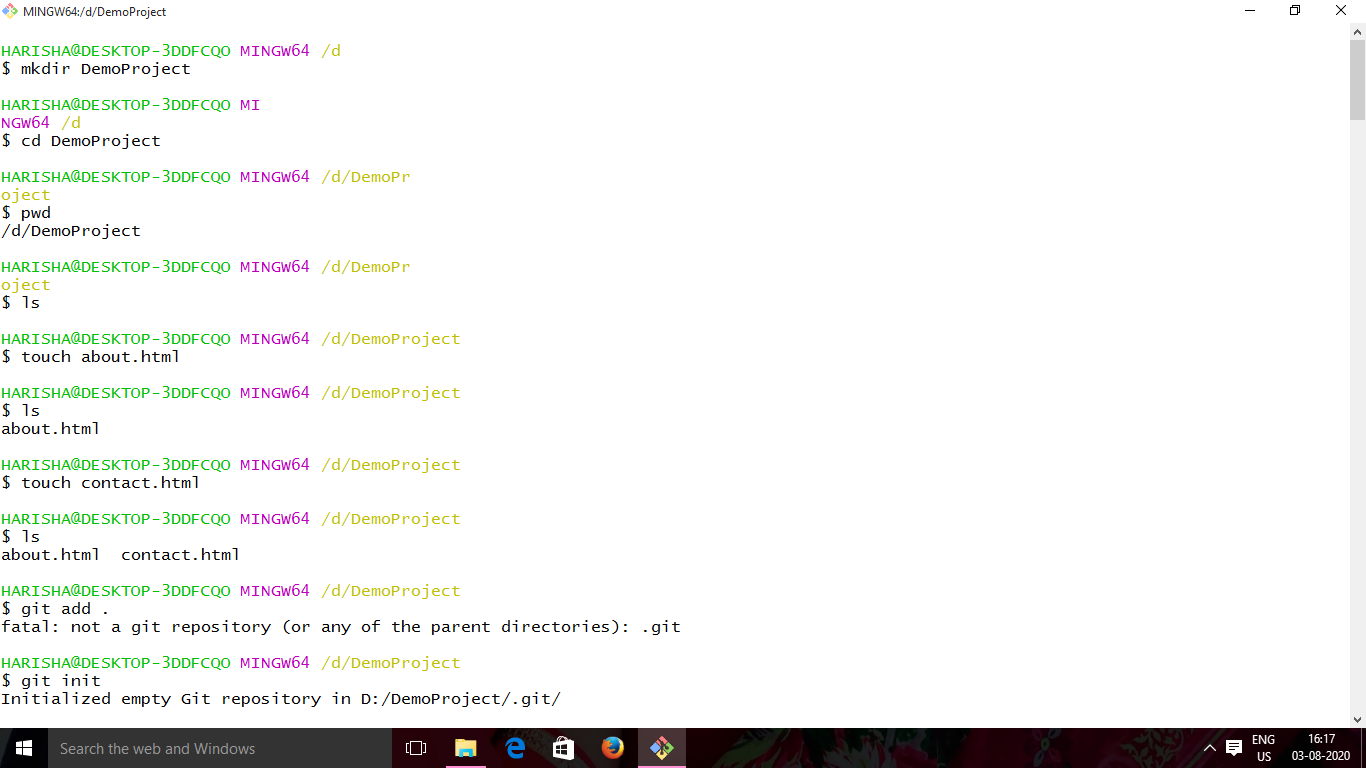 MINGW64:/d/DemoProject
HARISHA@DESKTOP-3DDFCQO MINGW64 /d
$ mkdir DemoProject
HARISHA@DESKTOP-3DDFCQO MI
NGW64 /d
$ cd DemoProject
HARISHA@DESKTOP-3DDFCQO MINGW64 /d/DemoPr
oject
$ pwd
/d/DemoProject
HARISHA@DESKTOP-3DDFCQO MINGW64 /d/DemoPr
oject
$ ls
HARISHA@DESKTOP-3DDFCQO MINGW64 /d/DemoProject
$ touch about.html
HARISHA@DESKTOP-3DDFCQO MINGW64 /d/DemoProject
$ ls
about.html
HARISHA@DESKTOP-3DDFCQO MINGW64 /d/DemoProject
$ touch contact.html
HARISHA@DESKTOP-3DDFCQO MINGW64 /d/DemoProject
$ ls
about.html  contact.html
HARISHA@DESKTOP-3DDFCQO MINGW64 /d/DemoProject
$ git add .
fatal: not a git repository (or any of the parent directories): .git
HARISHA@DESKTOP-3DDFCQO MINGW64 /d/DemoProject
$ git init
Initialized empty Git repository in D:/DemoProject/.git/
Search the web and Windows
ENG
US
16:17
03-08-2020